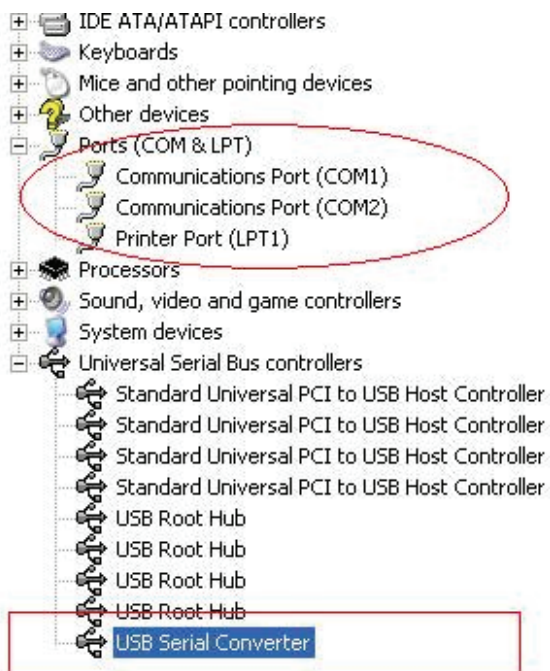 IDE ATA/ATAPI controllers
Keyboards
Mice and other pointing devices
Other devices
Ports (COM & LPT)
Communications Port (COM1)
Communications Port (COM2)
Printer Port (LPT1)
Processors
Sound, video and game controllers
System devices
Universal Serial Bus controllers
Standard Universal PCI to USB Host Controller
Standard Universal PCI to USB Host Controller
Standard Universal PCI to USB Host Controller
Standard Universal PCI to USB Host Controller
USB Root Hub
USB Root Hub
USB Root Hub
USB Root Hub
USB Serial Converter